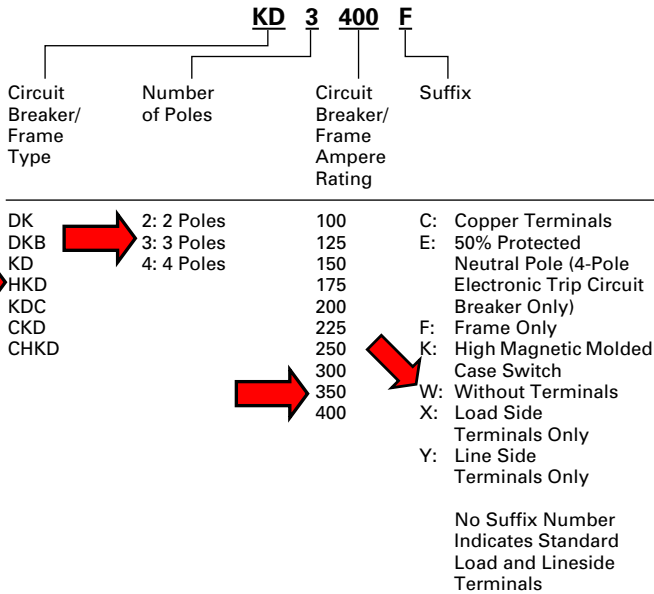 KD 3 400 F
Circuit
Breaker/
Frame
Type
Number
of Poles
Circuit
Breaker/
Frame
Ampere
Rating
Suffix
DK
DKB
KD
HKD
KDC
CKD
CHKD
2: 2 Poles
3: 3 Poles
4: 4 Poles
100
125
150
175
200
225
250
300
350
400
C: Copper Terminals
E: 50% Protected
Neutral Pole (4-Pole
Electronic Trip Circuit
Breaker Only)
F: Frame Only
K: High Magnetic Molded
Case Switch
W: Without Terminals
X: Load Side
Terminals Only
Y: Line Side
Terminals Only
No Suffix Number
Indicates Standard
Load and Lineside
Terminals